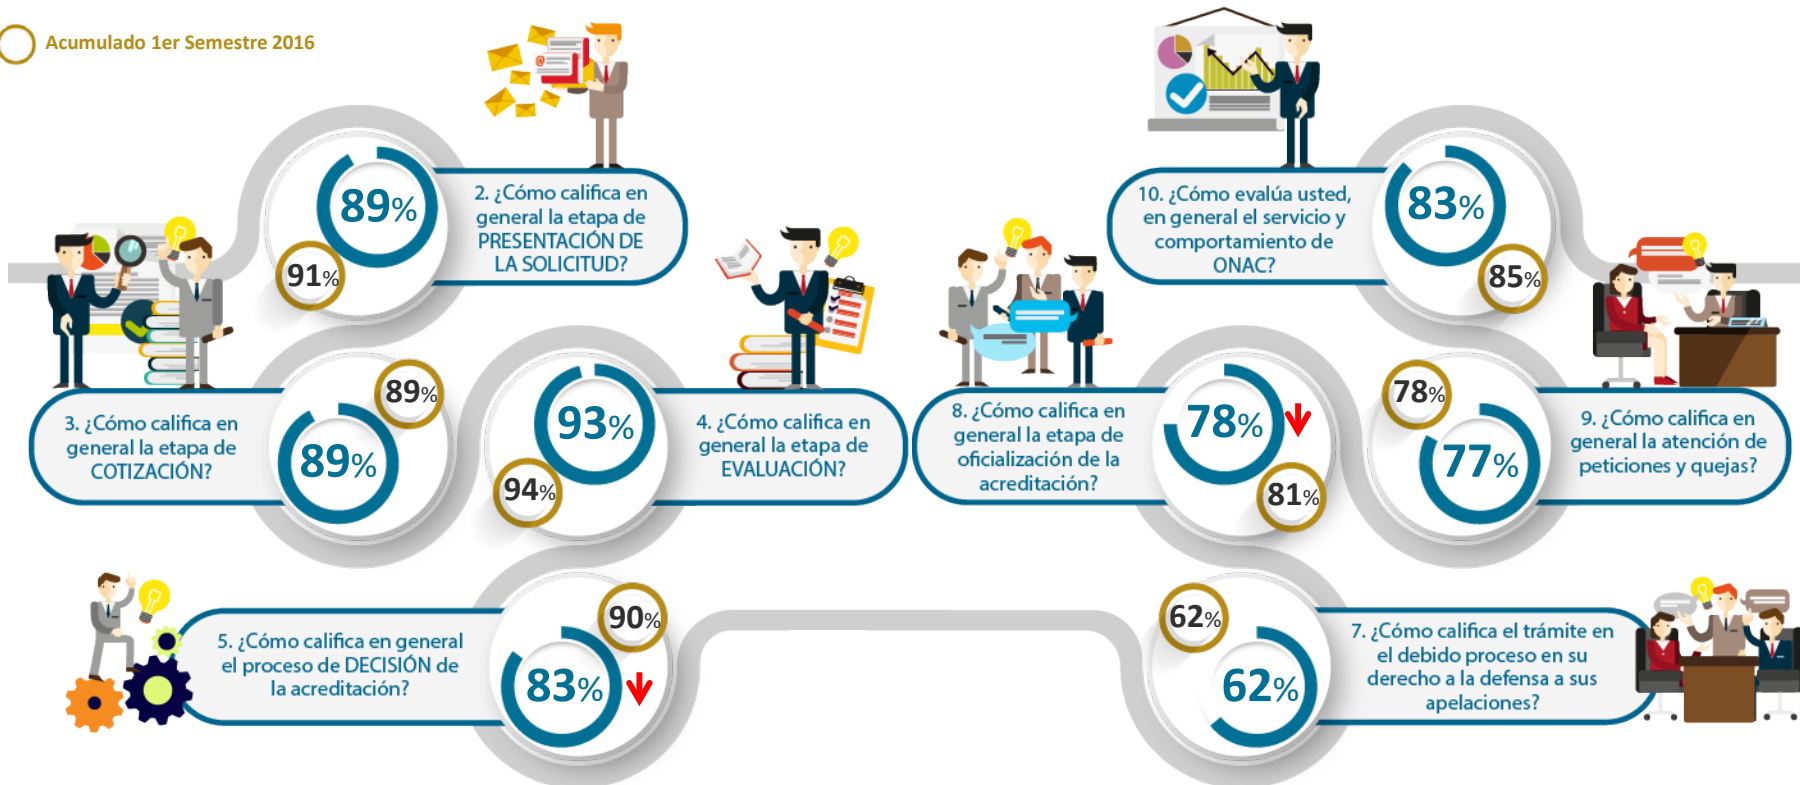 Acumulado 1er Semestre 2016
89%
91%
2. ¿Cómo califica en
general la etapa de
PRESENTACIÓN DE
LA SOLICITUD?
3. ¿Cómo califica en
general la etapa de
COTIZACIÓN?
89%
89%
93%
94%
4. ¿Cómo califica en
general la etapa de
EVALUACIÓN?
5. ¿Cómo califica en general
el proceso de DECISIÓN de
la acreditación?
90%
83%
10. ¿Cómo evalúa usted,
en general el servicio y
comportamiento de
ONAC?
83%
85%
8. ¿Cómo califica en
general la etapa de
oficialización de la
acreditación?
78%
81%
78%
77%
9. ¿Cómo califica en
general la atención de
peticiones y quejas?
62%
62%
7. ¿Cómo califica el trámite en
el debido proceso en su
derecho a la defensa a sus
apelaciones?